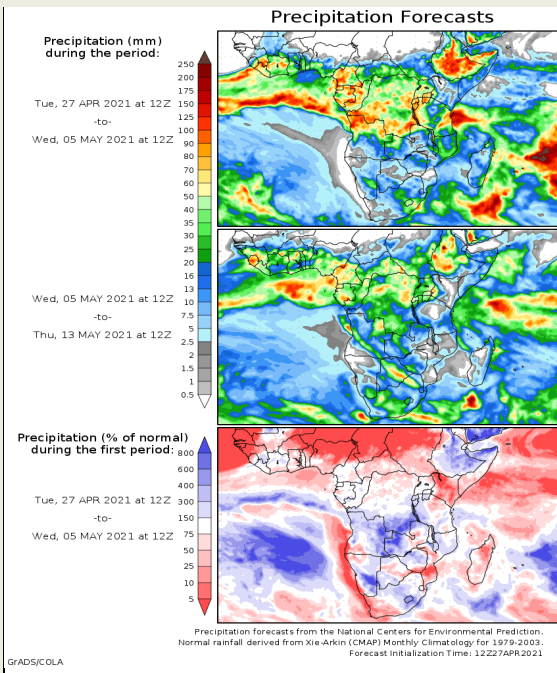 Precipitation Forecasts
Precipitation (mm)
during the period:
Tue, 27 APR 2021 at 12Z
-to-
Wed, 05 MAY 2021 at 12Z
250
200
175
150
125
100
90
80
70
60
50
40
35
30
25
20
16
13
10
7.5
5
2.5
2
1.5
1
0.5
Wed, 05 MAY 2021 at 12Z
-to-
Thu, 13 MAY 2021 at 12Z
Precipitation (% of normal)
during the first period:
Tue, 27 APR 2021 at 12Z
-to-
Wed, 05 MAY 2021 at 12Z
800
600
400
300
150
75
50
25
10
5
Precipitation forecasts from the National Centers for Environmental Prediction.
Normal rainfall derived from Xie-Arkin (CMAP) Monthly Climatology for 1979-2003.
Forecast Initialization Time: 12Z27APR2021
GrADS/COLA